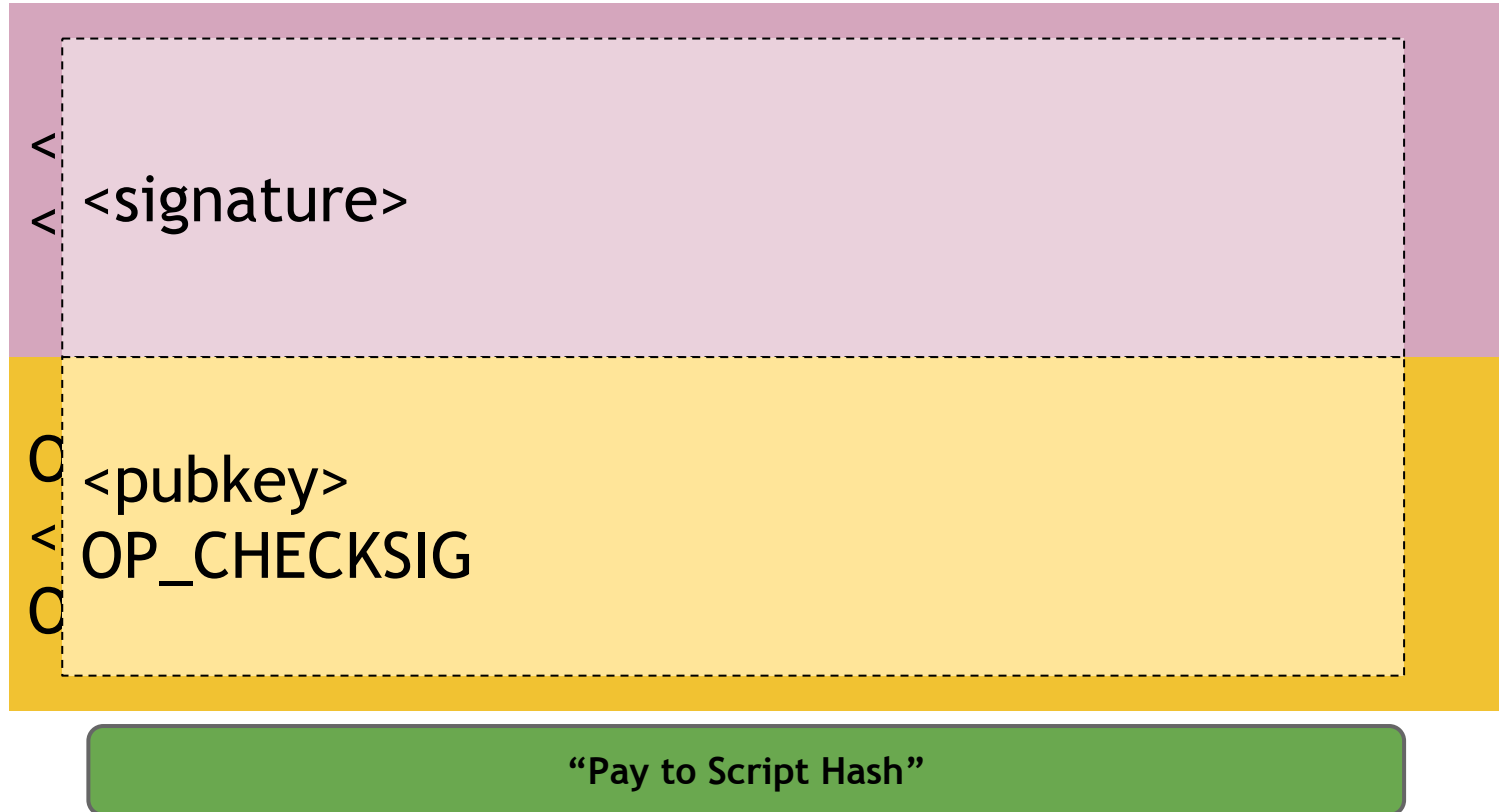 <
<signature>
<
O
<pubkey>
<
OP_CHECKSIG
O
“Pay to Script Hash”